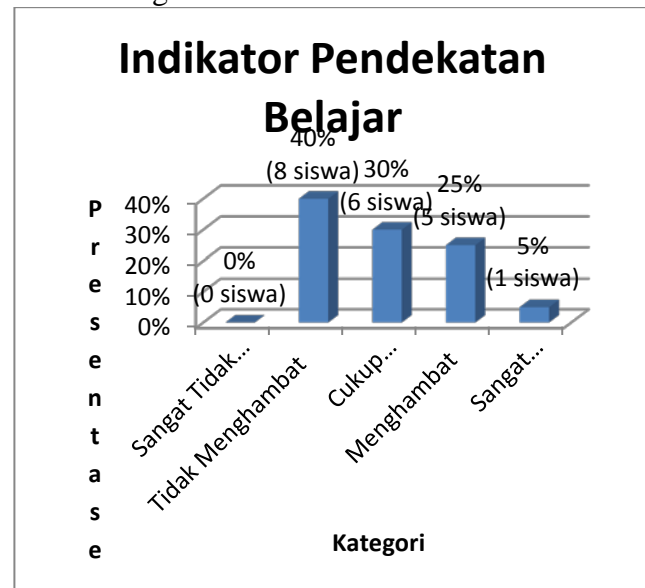 Indikator Pendekatan
Belajar
40%
(8 siswa)
30%
(6 siswa)
25%
(5 siswa)
5%
(1 siswa)
0%
(0 siswa)
Presentase
40%
30%
20%
10%
0%
Sangat Tidak...
Tidak Menghambat
Cukup...
Menghambat
Sangat...
Kategori